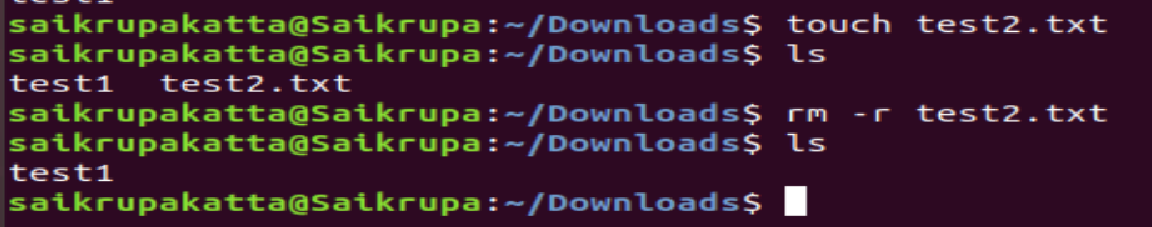 test1
saikrupakatta@Saikrupa:~/Downloads$ touch test2.txt
saikrupakatta@Saikrupa:~/Downloads$ ls
test1  test2.txt
saikrupakatta@Saikrupa:~/Downloads$ rm -r test2.txt
saikrupakatta@Saikrupa:~/Downloads$ ls
test1
saikrupakatta@Saikrupa:~/Downloads$